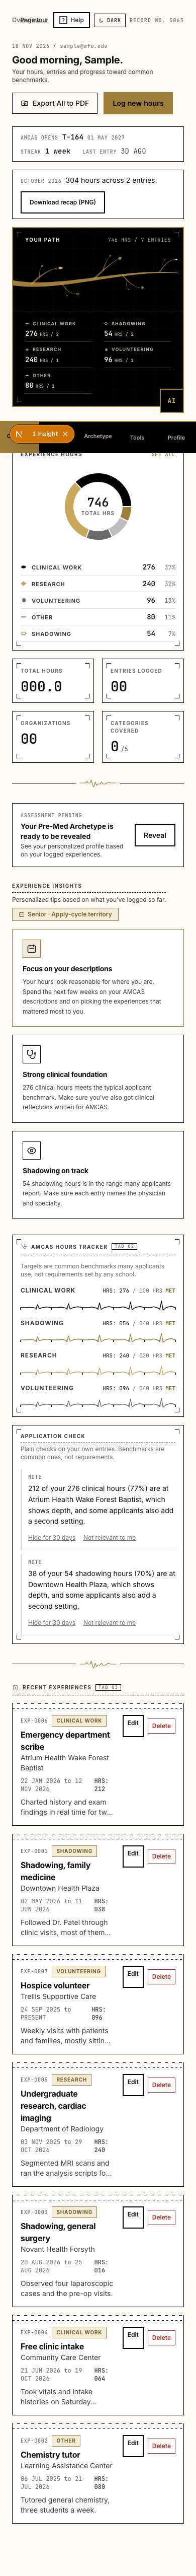 Page tour
? Help
DARK
RECORD NO. 5065
18 NOV 2026 / sample@wfu.edu
Good morning, Sample.
Your hours, entries and progress toward common
benchmarks.
Export All to PDF
Log new hours
AMCAS OPENS T-164 01 MAY 2027
STREAK 1 week LAST ENTRY 3D AGO
OCTOBER 2026 304 hours across 2 entries.
Download recap (PNG)
YOUR PATH
746 HRS / 7 ENTRIES
CLINICAL WORK
276 HRS / 2
SHADOWING
54 HRS / 2
RESEARCH
240 HRS / 1
VOLUNTEERING
96 HRS / 1
OTHER
80 HRS / 1
AI
N 1 Insight ×
Archetype
Tools
Profile
EXPERIENCE HOURS
SEE ALL
746
TOTAL HRS
CLINICAL WORK 276 37%
RESEARCH 240 32%
VOLUNTEERING 96 13%
OTHER 80 11%
SHADOWING 54 7%
TOTAL HOURS
000.0
ENTRIES LOGGED
00
ORGANIZATIONS
00
CATEGORIES
COVERED
0 /5
ASSESSMENT PENDING
Your Pre-Med Archetype is
ready to be revealed
See your personalized profile based
on your logged experiences.
Reveal
EXPERIENCE INSIGHTS
Personalized tips based on what you've logged so far.
Senior · Apply-cycle territory
Focus on your descriptions
Your hours look reasonable for where you are.
Spend the next few weeks on your AMCAS
descriptions and on picking the experiences that
mattered most to you.
Strong clinical foundation
276 clinical hours meets the typical applicant
benchmark. Make sure you've also got clinical
reflections written for AMCAS.
Shadowing on track
54 shadowing hours is in the range many applicants
report. Make sure each entry names the physician
and specialty.
AMCAS HOURS TRACKER TAB 02
Targets are common benchmarks many applicants
use, not requirements set by any school.
CLINICAL WORK HRS: 276 / 100 HRS MET
SHADOWING HRS: 054 / 040 HRS MET
RESEARCH HRS: 240 / 020 HRS MET
VOLUNTEERING HRS: 096 / 040 HRS MET
APPLICATION CHECK
Plain checks on your own entries. Benchmarks are
common ones, not requirements.
NOTE
212 of your 276 clinical hours (77%) are at
Atrium Health Wake Forest Baptist, which
shows depth, and some applicants also add
a second setting.
Hide for 30 days Not relevant to me
NOTE
38 of your 54 shadowing hours (70%) are at
Downtown Health Plaza, which shows
depth, and some applicants also add a
second setting.
Hide for 30 days Not relevant to me
RECENT EXPERIENCES TAB 03
EXP-0006 CLINICAL WORK
Edit
Delete
Emergency department
scribe
Atrium Health Wake Forest
Baptist
22 JAN 2026 to 12
NOV 2026
HRS:
212
Charted history and exam
findings in real time for tw...
EXP-0001 SHADOWING
Edit
Delete
Shadowing, family
medicine
Downtown Health Plaza
02 MAY 2026 to 11
JUN 2026
HRS:
038
Followed Dr. Patel through
clinic visits, most of them...
EXP-0007 VOLUNTEERING
Edit
Delete
Hospice volunteer
Trellis Supportive Care
24 SEP 2025 to
PRESENT
HRS:
096
Weekly visits with patients
and families, mostly sittin...
EXP-0005 RESEARCH
Edit
Delete
Undergraduate
research, cardiac
imaging
Department of Radiology
03 NOV 2025 to 29
OCT 2026
HRS:
240
Segmented MRI scans and
ran the analysis scripts fo...
EXP-0003 SHADOWING
Edit
Delete
Shadowing, general
surgery
Novant Health Forsyth
20 AUG 2026 to 25
AUG 2026
HRS:
016
Observed four laparoscopic
cases and the pre-op visits.
EXP-0004 CLINICAL WORK
Edit
Delete
Free clinic intake
Community Care Center
21 JUN 2026 to 19
OCT 2026
HRS:
064
Took vitals and intake
histories on Saturday...
EXP-0002 OTHER
Edit
Delete
Chemistry tutor
Learning Assistance Center
06 JUL 2025 to 21
JUL 2026
HRS:
080
Tutored general chemistry,
three students a week.